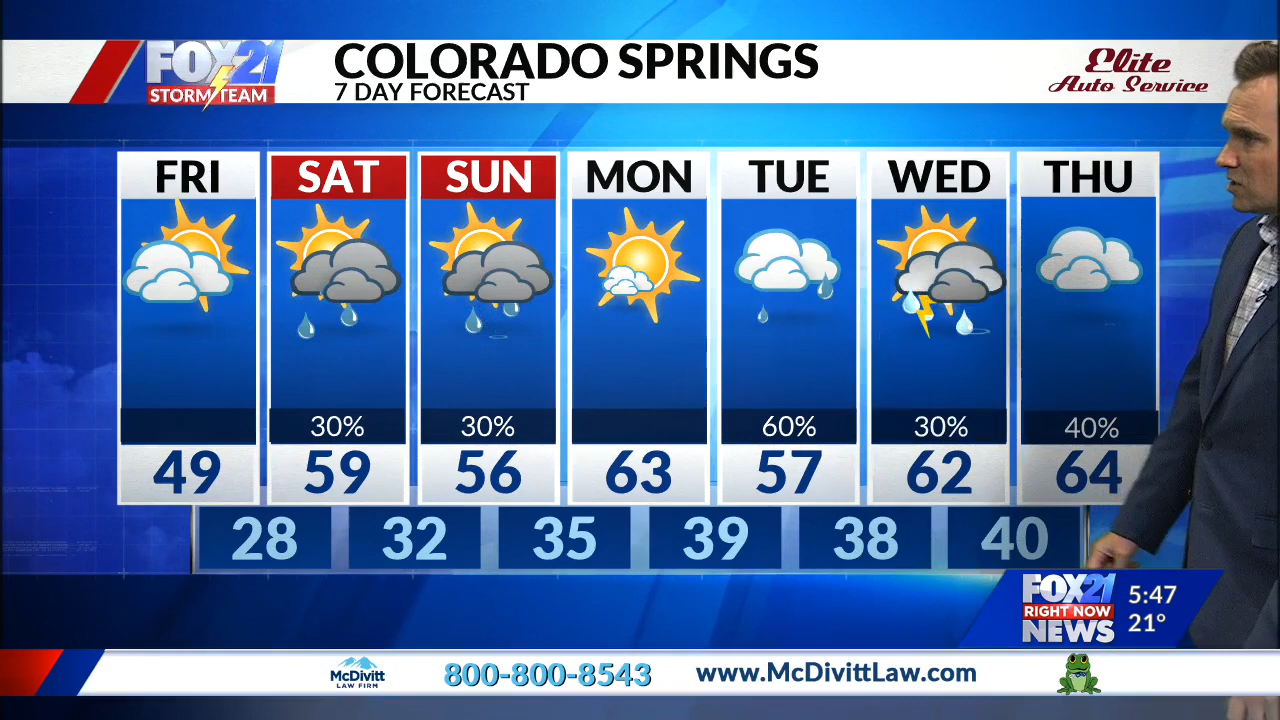 FOX21
STORM TEAM
COLORADO SPRINGS
7 DAY FORECAST
Elite
Auto Service
FRI SAT SUN MON TUE WED THU
30% 30% 60% 30% 40%
49 59 56 63 57 62 64
28 32 35 39 38 40
FOX21
RIGHT NOW
NEWS
5:47
21°
McDivitt
LAW FIRM
800-800-8543
www.McDivittLaw.com